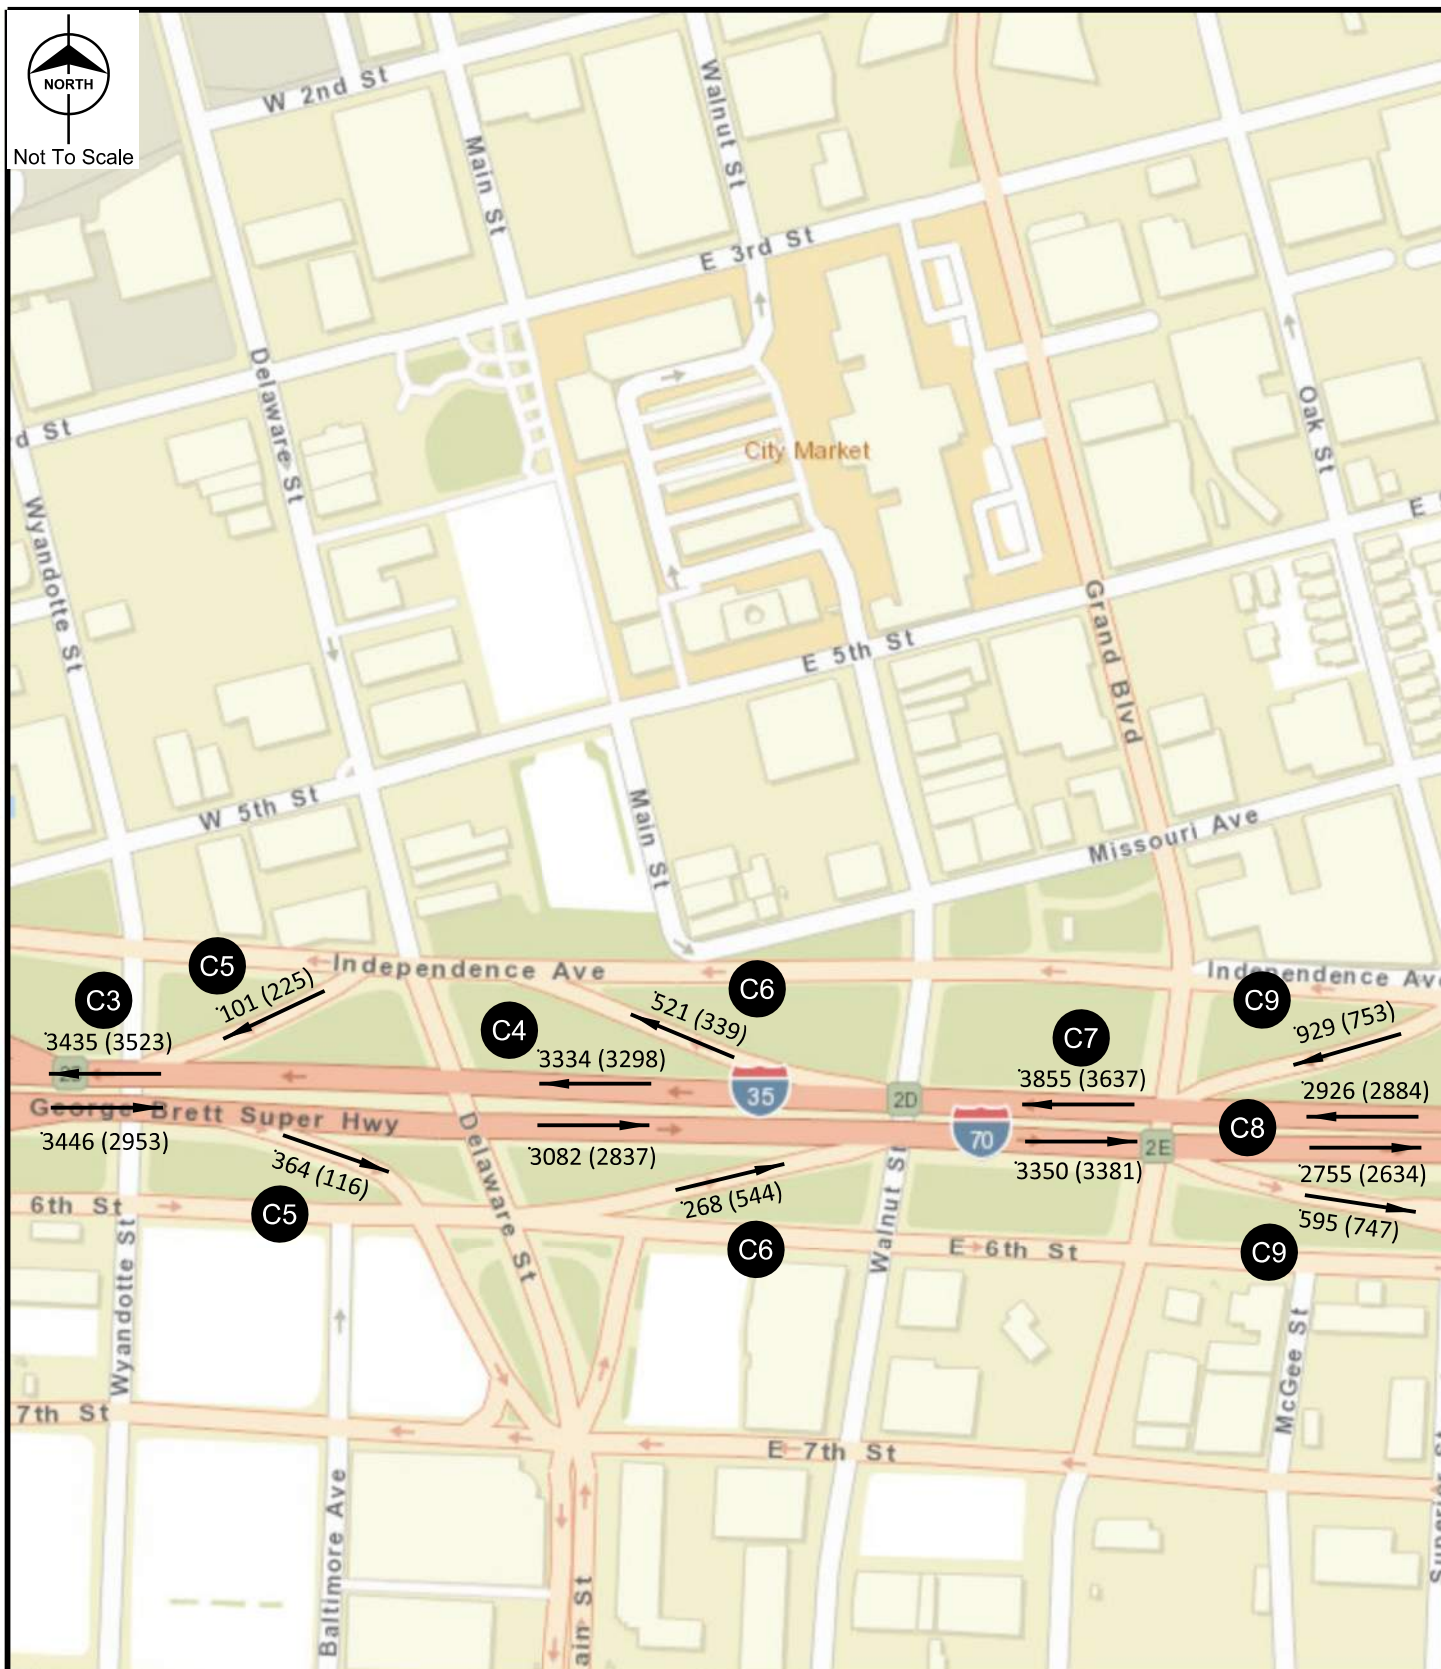 NORTH
Not To Scale
W 2nd St
Main St
Walnut St
E 3rd St
Delaware St
City Market
Oak St
rd St
Wyandotte St
E
Grand Blvd
E 5th St
W 5th St
Main St
Missouri Ave
Independence Ave
Independence Ave
C5
C3
101 (225)
3435 (3523)
C4
3334 (3298)
521 (339)
C6
C7
3855 (3637)
C9
929 (753)
2926 (2884)
35
2D
70
2E
C8
George Brett Super Hwy
3446 (2953)
364 (116)
3082 (2837)
268 (544)
3350 (3381)
2755 (2634)
595 (747)
Delaware St
Walnut St
6th St
C5
C6
E 6th St
C9
Wyandotte St
McGee St
7th St
E 7th St
Baltimore Ave
ain St
Superior St